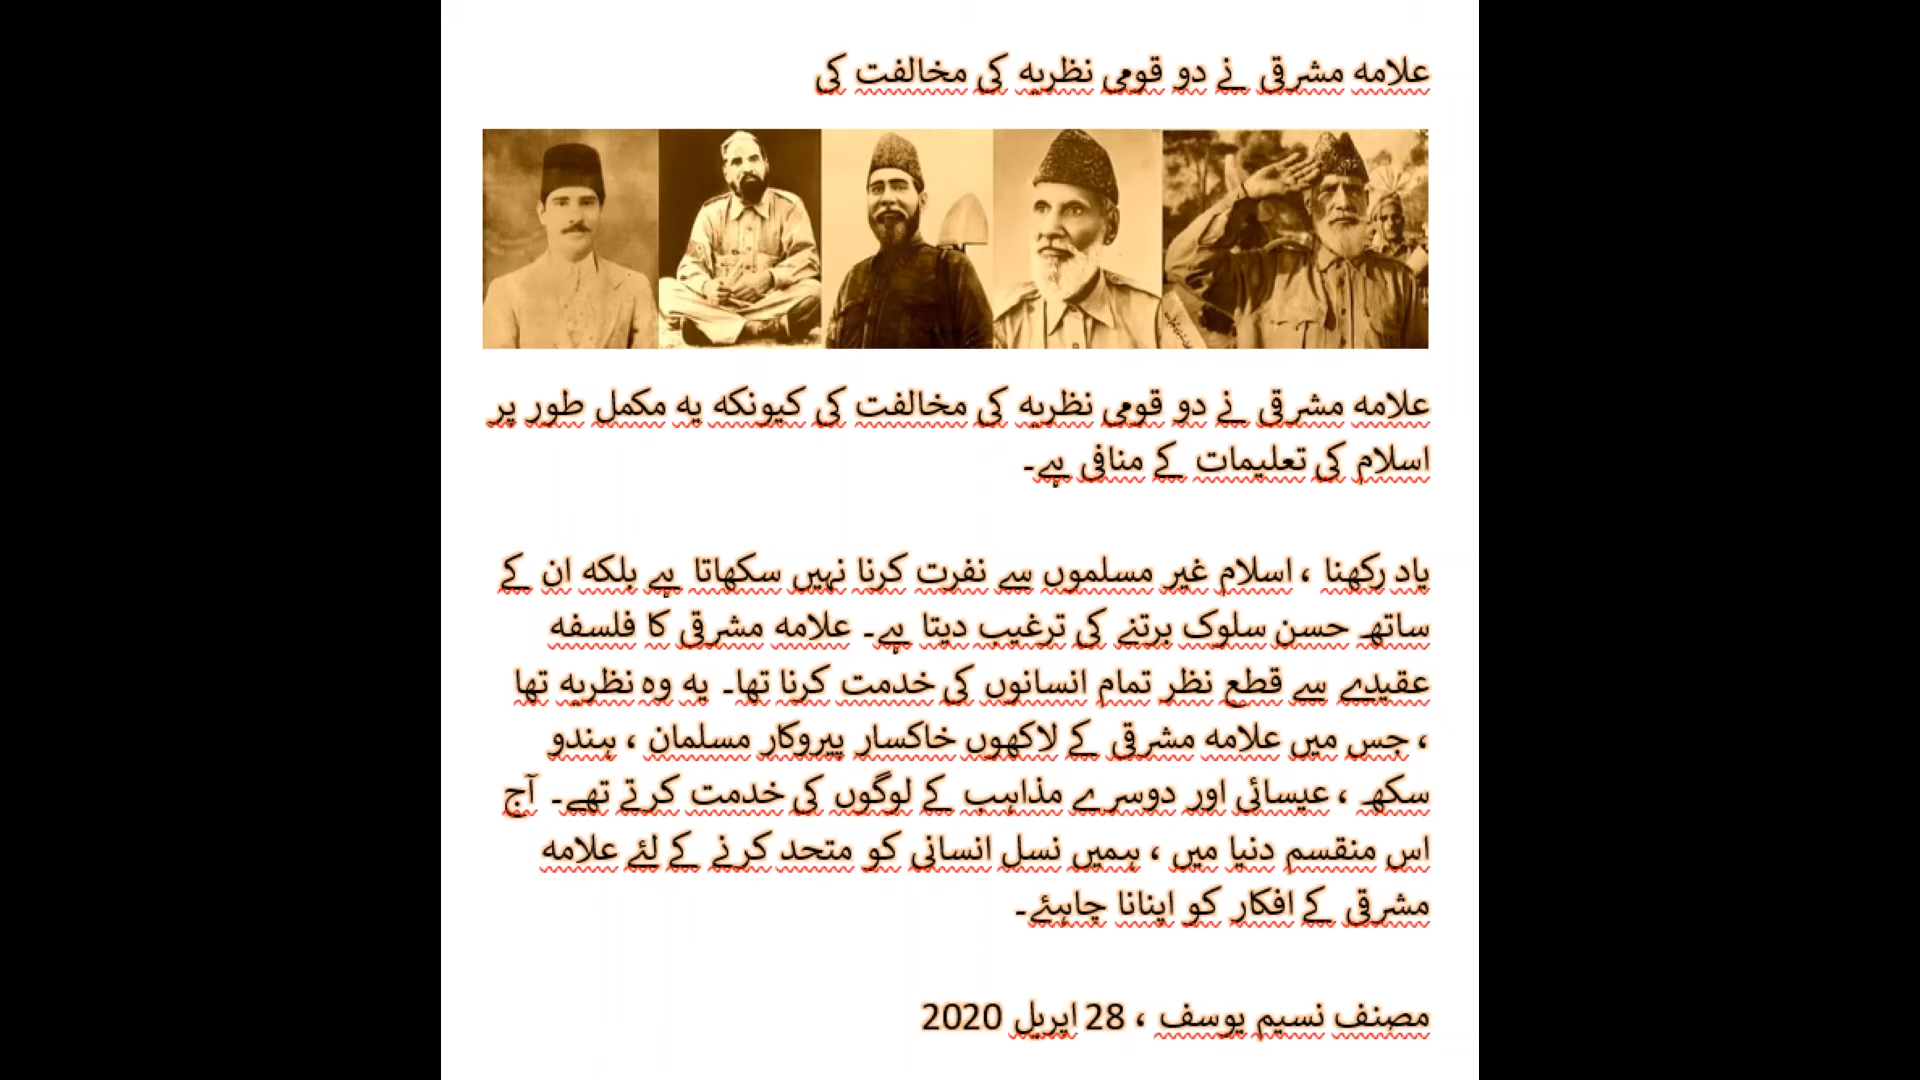 علامہ مشرقی نے دو قومی نظریہ کی مخالفت کی
علامہ مشرقی نے دو قومی نظریہ کی مخالفت کی کیونکہ یہ مکمل طور پر
اسلام کی تعلیمات کے منافی ہے۔
یاد رکھنا ، اسلام غیر مسلموں سے نفرت کرنا نہیں سکھاتا ہے بلکہ ان کے
ساتھ حسن سلوک برتنے کی ترغیب دیتا ہے۔ علامہ مشرقی کا فلسفہ
عقیدے سے قطع نظر تمام انسانوں کی خدمت کرنا تھا۔ یہ وہ نظریہ تھا
، جس میں علامہ مشرقی کے لاکھوں خاکسار پیروکار مسلمان ، ہندو
سکھ ، عیسائی اور دوسرے مذاہب کے لوگوں کی خدمت کرتے تھے۔ آج
اس منقسم دنیا میں ، ہمیں نسل انسانی کو متحد کرنے کے لئے علامہ
مشرقی کے افکار کو اپنانا چاہئے۔
مصنف نسیم یوسف ، 28 اپریل 2020